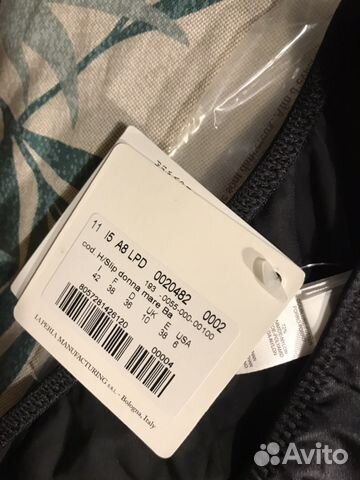 11 I5 A8 LPD 0020482 0002
193 .0055-000-00100
cod. H/Slip donna mare Ba
I F D UK E USA
42 38 36 10 38 6
8057281426120 00004
LA PERLA MANUFACTURING S.R.L. - Bologna, Italy
Avito